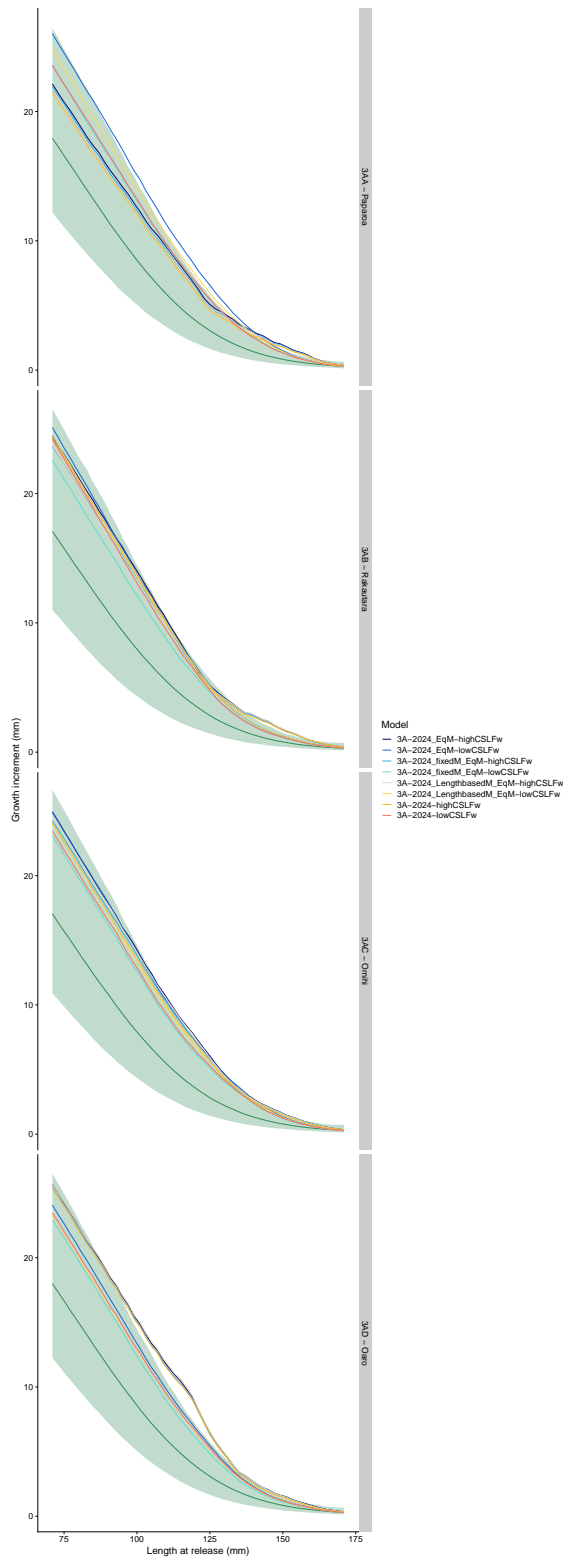 20
10
0
3AA − Paparoa
20
10
0
3AB − Rakautara
Growth increment (mm)
Model
3A−2024_EqM−highCSLFw
3A−2024_EqM−lowCSLFw
3A−2024_fixedM_EqM−highCSLFw
3A−2024_fixedM_EqM−lowCSLFw
3A−2024_LengthbasedM_EqM−highCSLFw
3A−2024_LengthbasedM_EqM−lowCSLFw
3A−2024−highCSLFw
3A−2024−lowCSLFw
20
10
0
3AC − Omihi
20
10
0
3AD − Oaro
75 100 125 150 175
Length at release (mm)